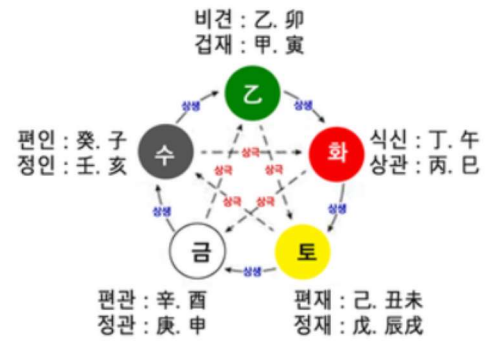 비견 : 乙. 卯
겁재 : 甲. 寅
乙
상생
상생
편인 : 癸. 子
정인 : 壬. 亥
수
상극
화
식신 : 丁. 午
상관 : 丙. 巳
상극
상극
상생
상극
상극
상생
금
토
상생
편관 : 辛. 酉
정관 : 庚. 申
편재 : 己. 丑未
정재 : 戊. 辰戌